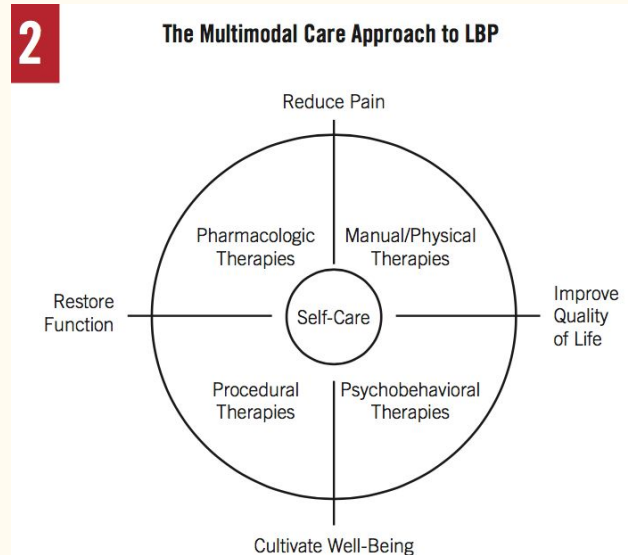 2
The Multimodal Care Approach to LBP
Reduce Pain
Pharmacologic
Therapies
Manual/Physical
Therapies
Restore
Function
Self-Care
Improve
Quality
of Life
Procedural
Therapies
Psychobehavioral
Therapies
Cultivate Well-Being